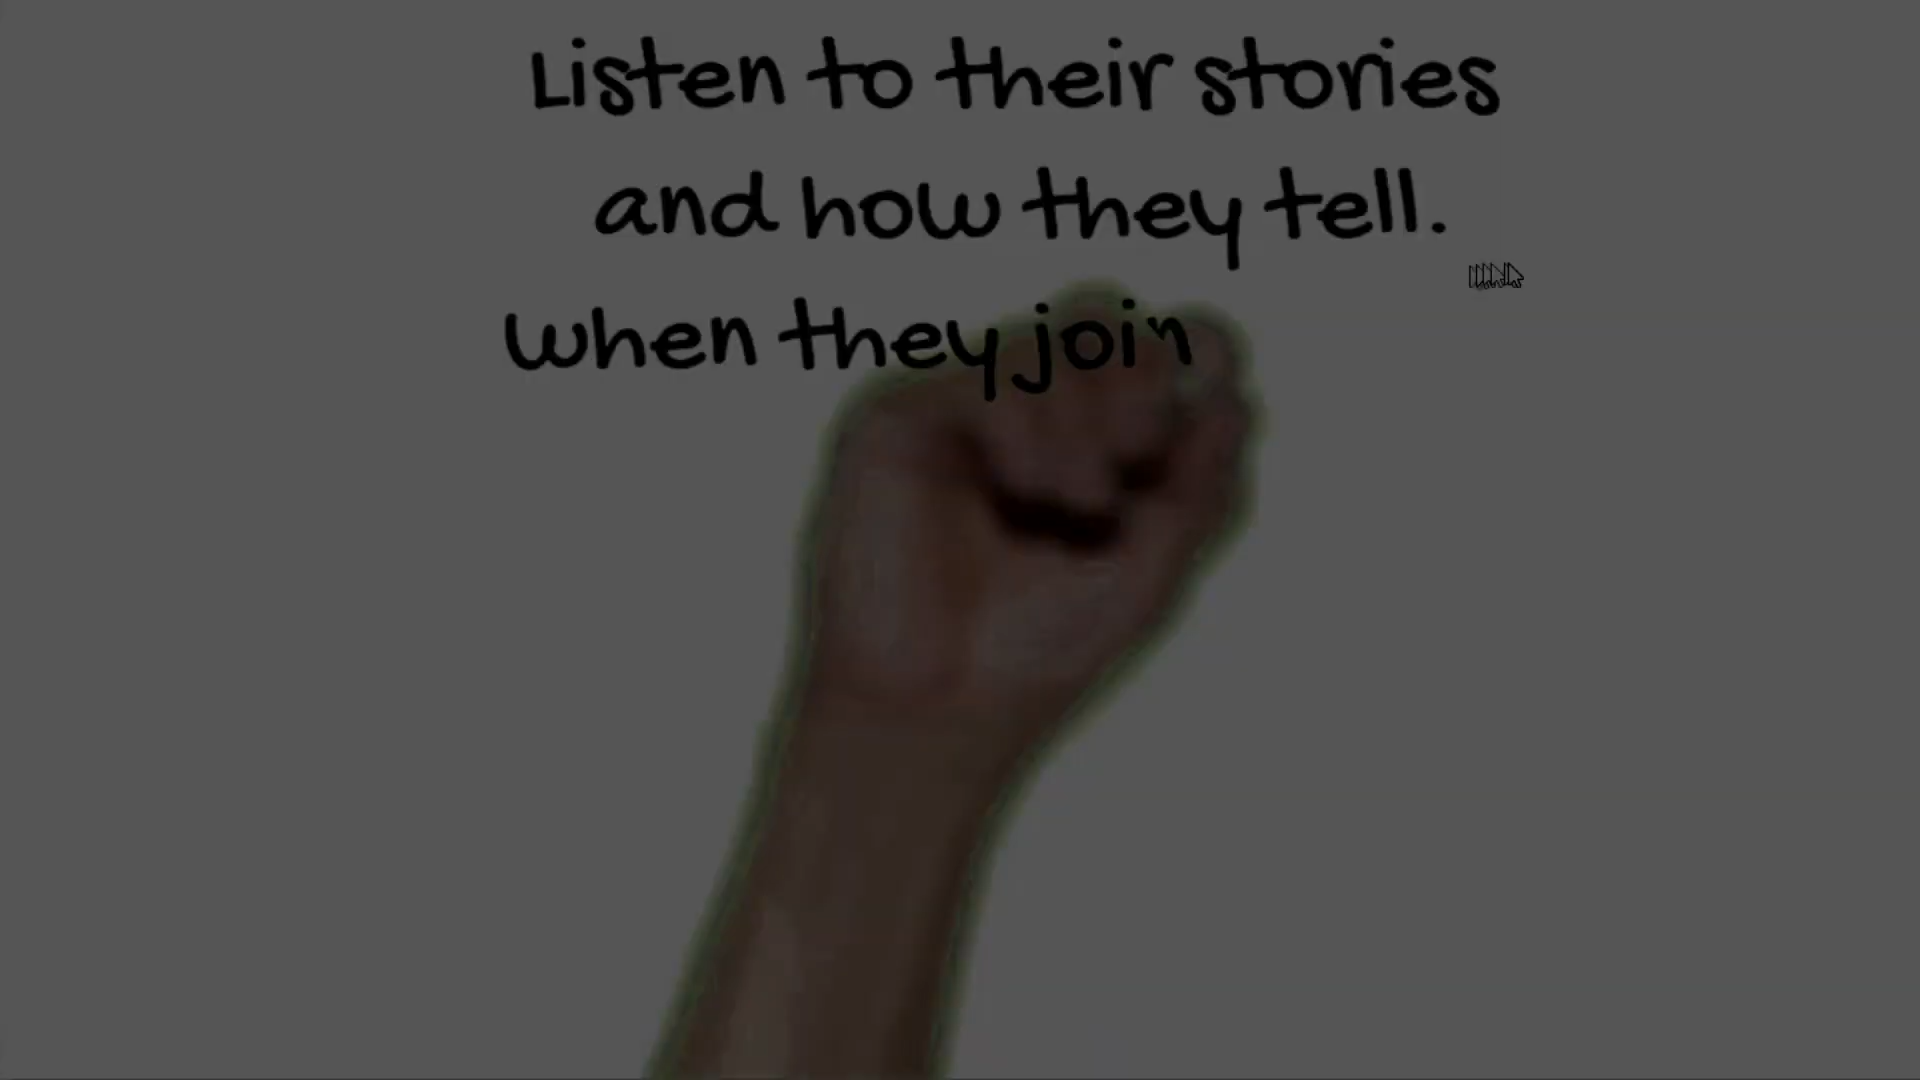 Listen to their stories
and how they tell.
When they join